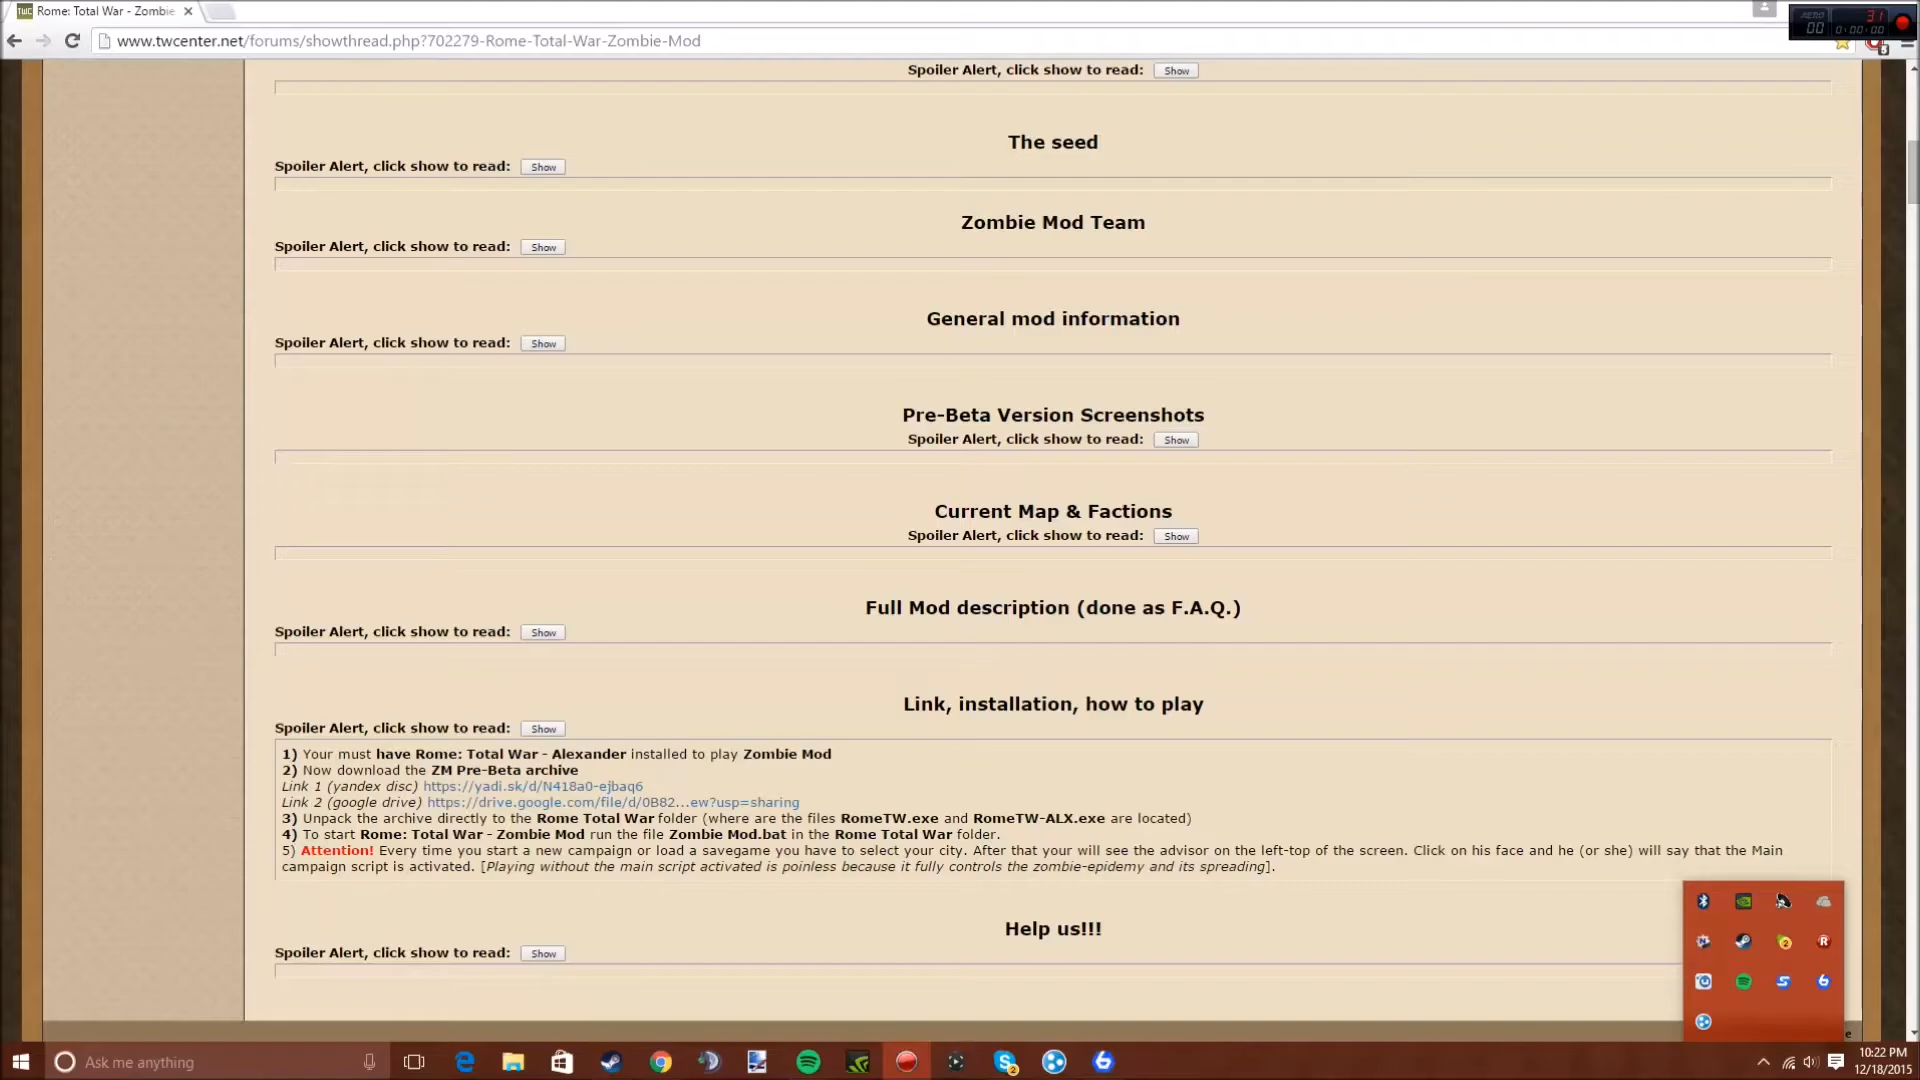 Rome: Total War - Zombie
www.twcenter.net/forums/showthread.php?702279-Rome-Total-War-Zombie-Mod
AERO
00
31
0:00:00
5
Spoiler Alert, click show to read: Show
The seed
Spoiler Alert, click show to read: Show
Zombie Mod Team
Spoiler Alert, click show to read: Show
General mod information
Spoiler Alert, click show to read: Show
Pre-Beta Version Screenshots
Spoiler Alert, click show to read: Show
Current Map & Factions
Spoiler Alert, click show to read: Show
Full Mod description (done as F.A.Q.)
Spoiler Alert, click show to read: Show
Link, installation, how to play
Spoiler Alert, click show to read: Show
1) Your must have Rome: Total War - Alexander installed to play Zombie Mod
2) Now download the ZM Pre-Beta archive
Link 1 (yandex disc) https://yadi.sk/d/N418a0-ejbaq6
Link 2 (google drive) https://drive.google.com/file/d/0B82...ew?usp=sharing
3) Unpack the archive directly to the Rome Total War folder (where are the files RomeTW.exe and RomeTW-ALX.exe are located)
4) To start Rome: Total War - Zombie Mod run the file Zombie Mod.bat in the Rome Total War folder.
5) Attention! Every time you start a new campaign or load a savegame you have to select your city. After that your will see the advisor on the left-top of the screen. Click on his face and he (or she) will say that the Main
campaign script is activated. [Playing without the main script activated is poinless because it fully controls the zombie-epidemy and its spreading].
Help us!!!
Spoiler Alert, click show to read: Show
Ask me anything
10:22 PM
12/18/2015